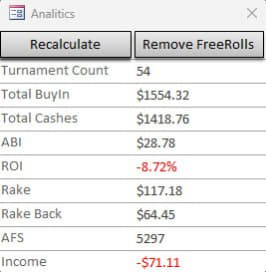 Analitics
Recalculate Remove FreeRolls
Turnament Count 54
Total BuyIn $1554.32
Total Cashes $1418.76
ABI $28.78
ROI -8.72%
Rake $117.18
Rake Back $64.45
AFS 5297
Income -$71.11